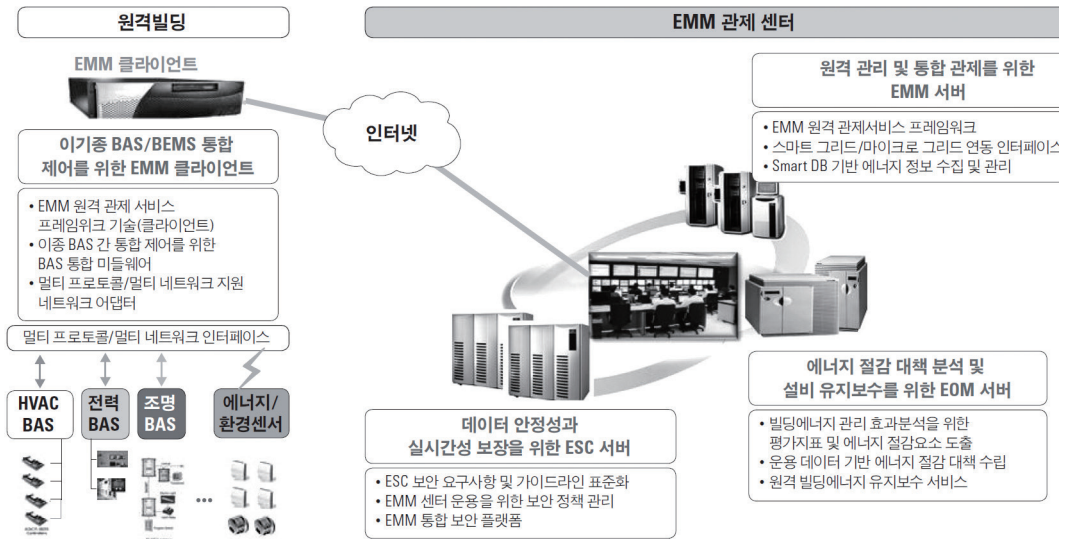 원격빌딩
EMM 클라이언트
이기종 BAS/BEMS 통합
제어를 위한 EMM 클라이언트
• EMM 원격 관제 서비스
프레임워크 기술(클라이언트)
• 이종 BAS 간 통합 제어를 위한
BAS 통합 미들웨어
• 멀티 프로토콜/멀티 네트워크 지원
네트워크 어댑터
멀티 프로토콜/멀티 네트워크 인터페이스
HVAC
BAS
전력
BAS
조명
BAS
에너지/
환경센서
•••
인터넷
EMM 관제 센터
원격 관리 및 통합 관제를 위한
EMM 서버
• EMM 원격 관제서비스 프레임워크
• 스마트 그리드/마이크로 그리드 연동 인터페이스
• Smart DB 기반 에너지 정보 수집 및 관리
데이터 안정성과
실시간성 보장을 위한 ESC 서버
• ESC 보안 요구사항 및 가이드라인 표준화
• EMM 센터 운용을 위한 보안 정책 관리
• EMM 통합 보안 플랫폼
에너지 절감 대책 분석 및
설비 유지보수를 위한 EOM 서버
• 빌딩에너지 관리 효과분석을 위한
평가지표 및 에너지 절감요소 도출
• 운용 데이터 기반 에너지 절감 대책 수립
• 원격 빌딩에너지 유지보수 서비스